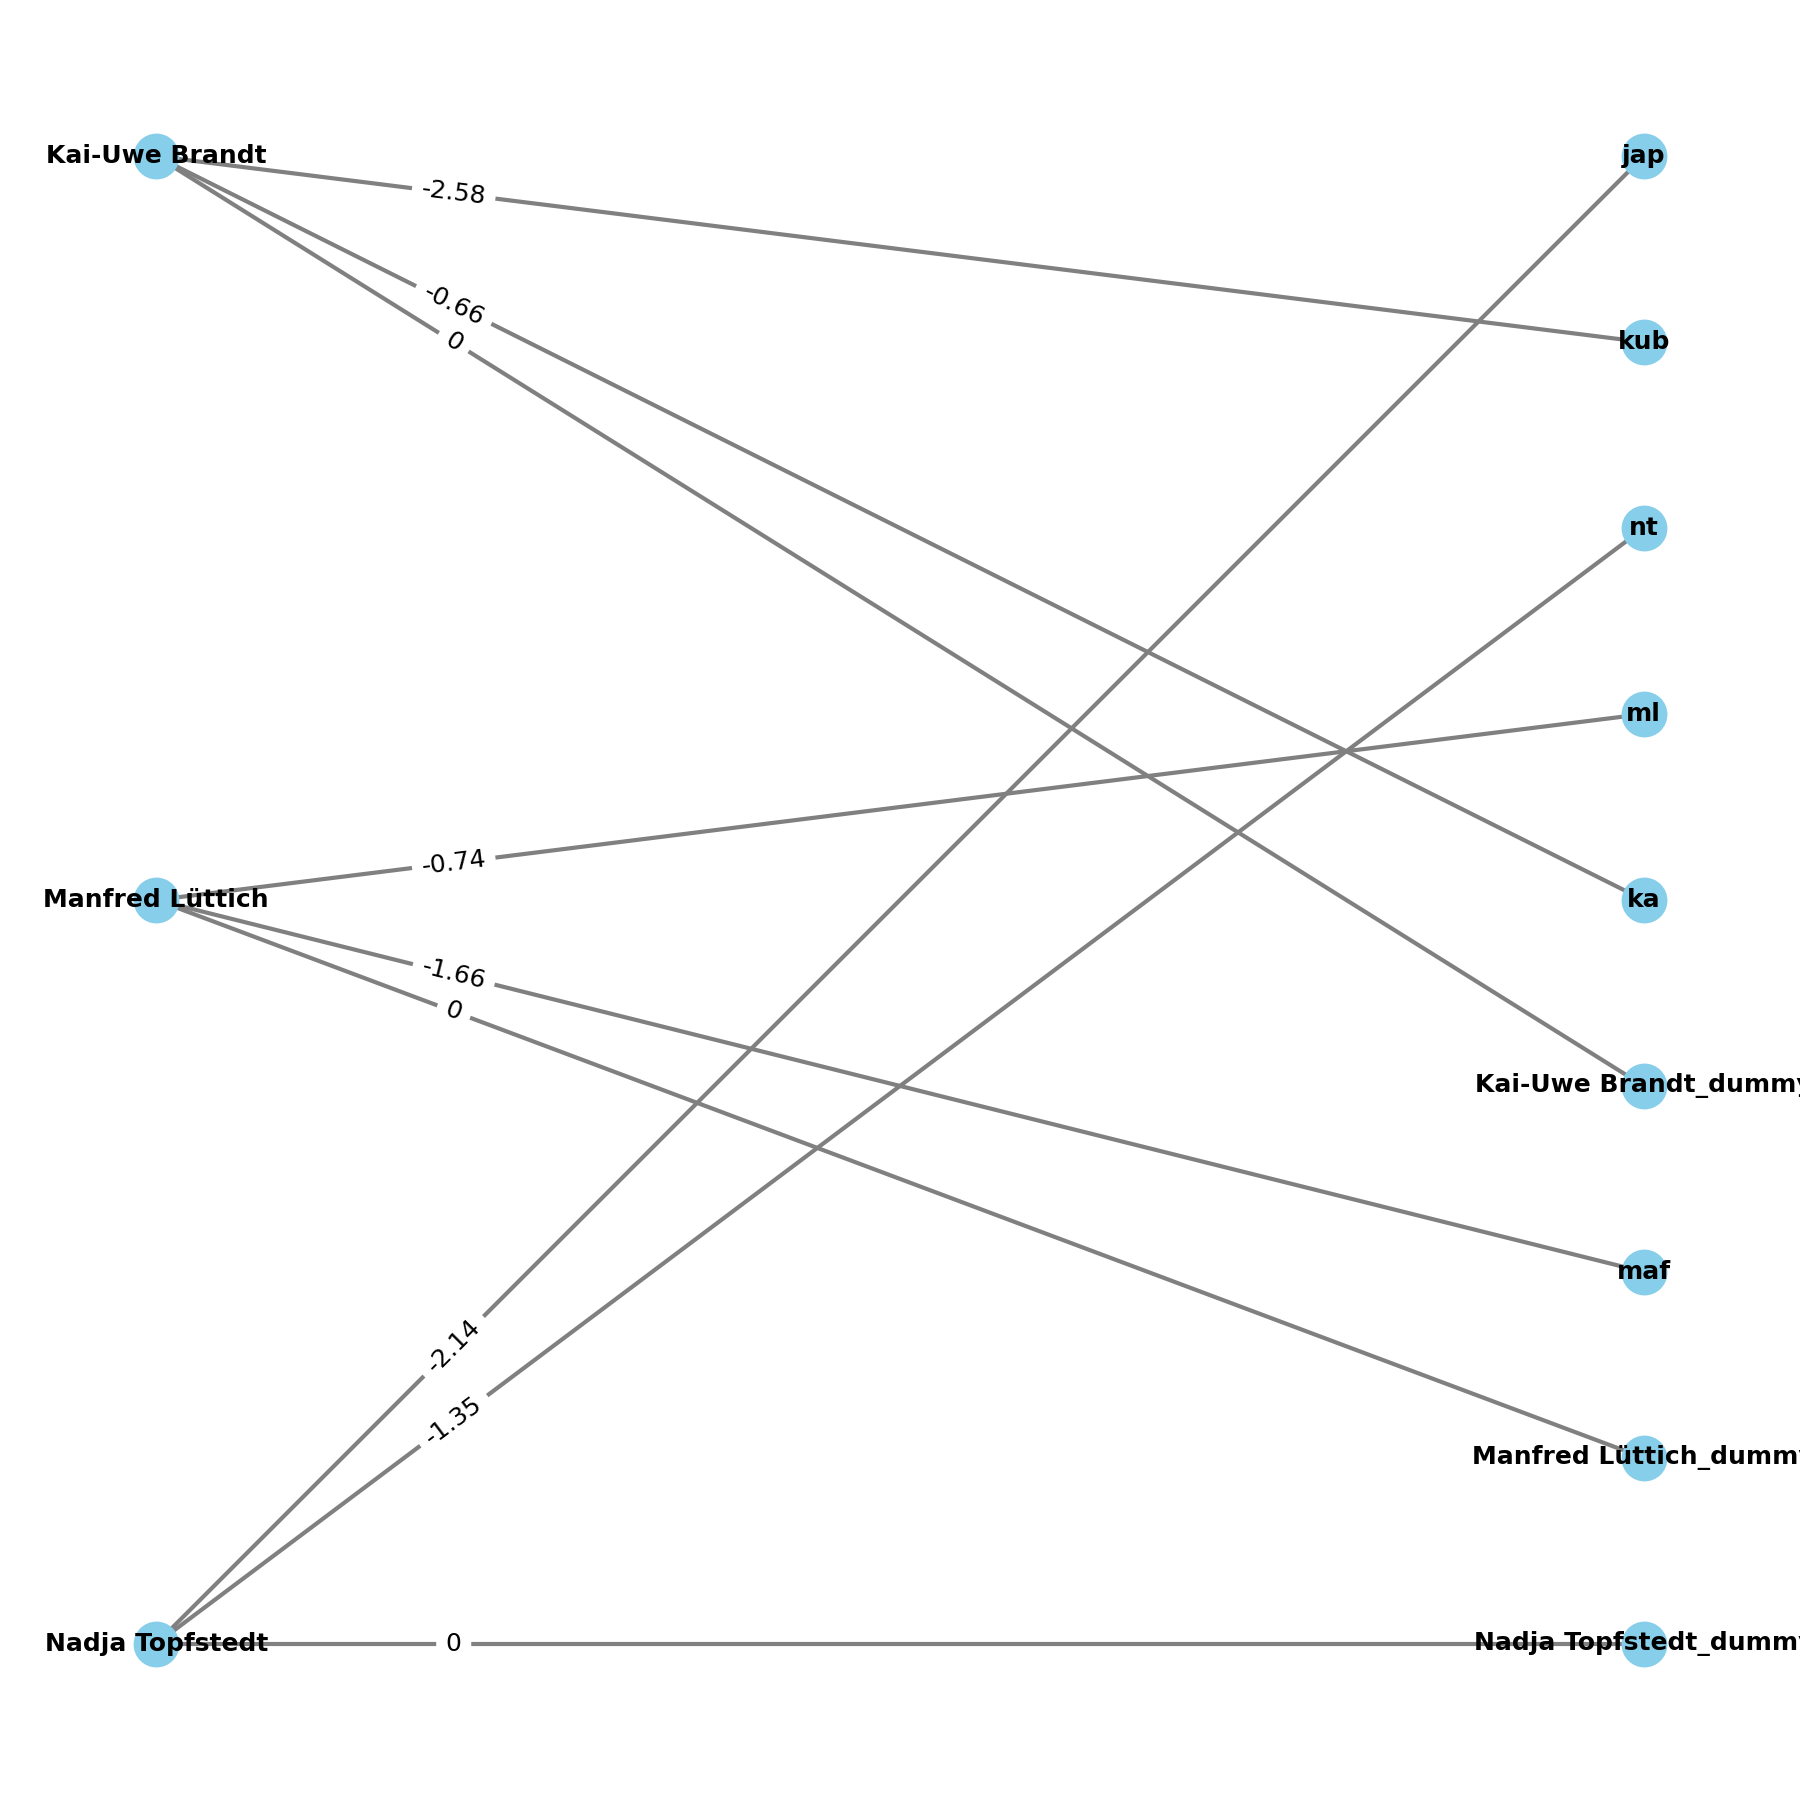 Kai-Uwe Brandt
jap
-2.58
-0.66
0
kub
nt
ml
-0.74
Manfred Lüttich
ka
-1.66
0
Kai-Uwe Brandt_dummy
maf
-2.14
-1.35
Manfred Lüttich_dummy
Nadja Topfstedt
0
Nadja Topfstedt_dummy